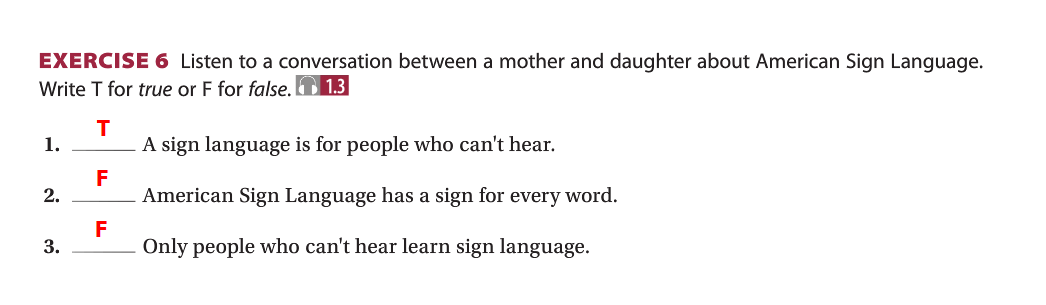 EXERCISE 6 Listen to a conversation between a mother and daughter about American Sign Language.
Write T for true or F for false. 1.3
1. T A sign language is for people who can't hear.
2. F American Sign Language has a sign for every word.
3. F Only people who can't hear learn sign language.